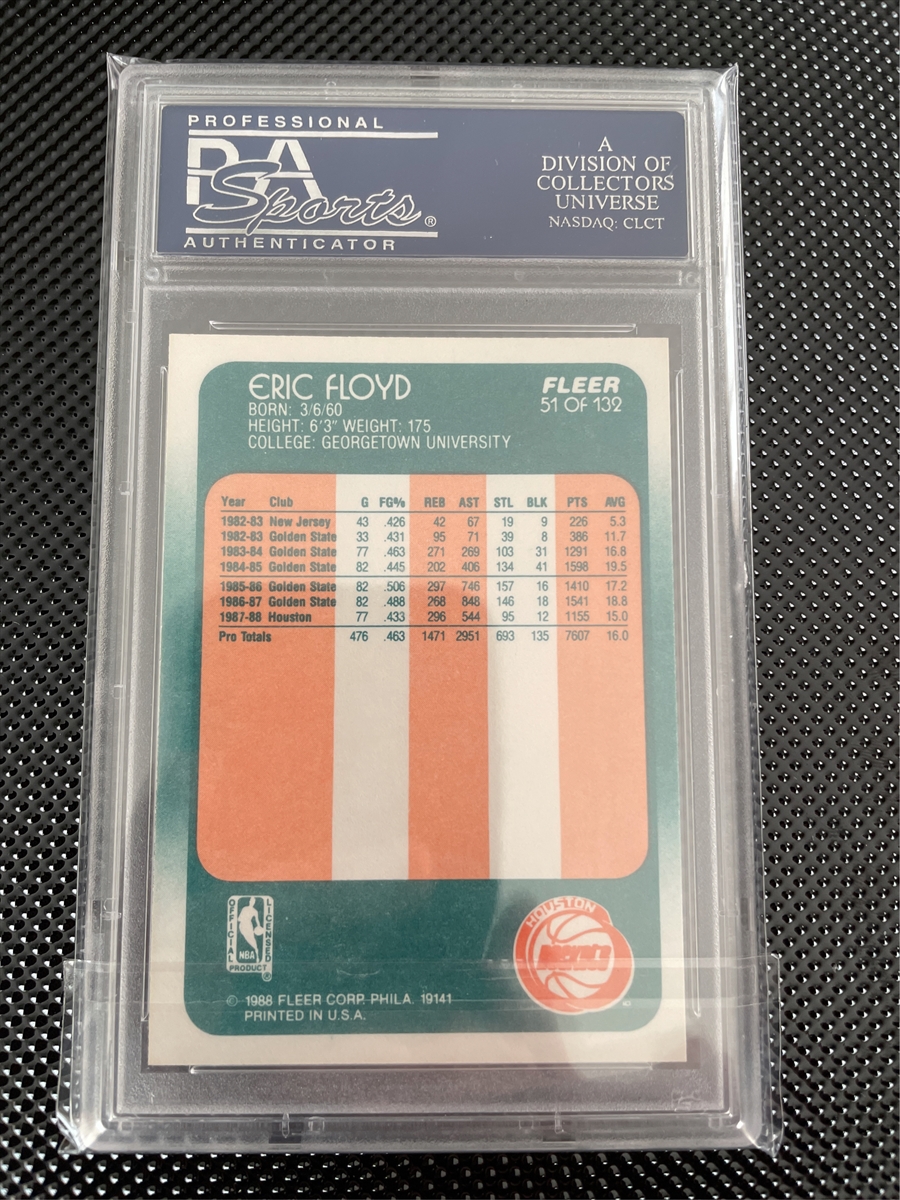 PROFESSIONAL
PSA
Sports®
AUTHENTICATOR
A
DIVISION OF
COLLECTORS
UNIVERSE
NASDAQ: CLCT
ERIC FLOYD
BORN: 3/6/60
HEIGHT: 6'3" WEIGHT: 175
COLLEGE: GEORGETOWN UNIVERSITY
FLEER
51 OF 132
Year Club G FG% REB AST STL BLK PTS AVG
1982-83 New Jersey 43 .426 42 67 19 9 226 5.3
1982-83 Golden State 33 .431 95 71 39 8 386 11.7
1983-84 Golden State 77 .463 271 269 103 31 1291 16.8
1984-85 Golden State 82 .445 202 406 134 41 1598 19.5
1985-86 Golden State 82 .506 297 746 157 16 1410 17.2
1986-87 Golden State 82 .488 268 848 146 18 1541 18.8
1987-88 Houston 77 .433 296 544 95 12 1155 15.0
Pro Totals 476 .463 1471 2951 693 135 7607 16.0
OFFICIAL
LICENSED
NBA
PRODUCT
HOUSTON
ROCKETS
© 1988 FLEER CORP. PHILA. 19141
PRINTED IN U.S.A.